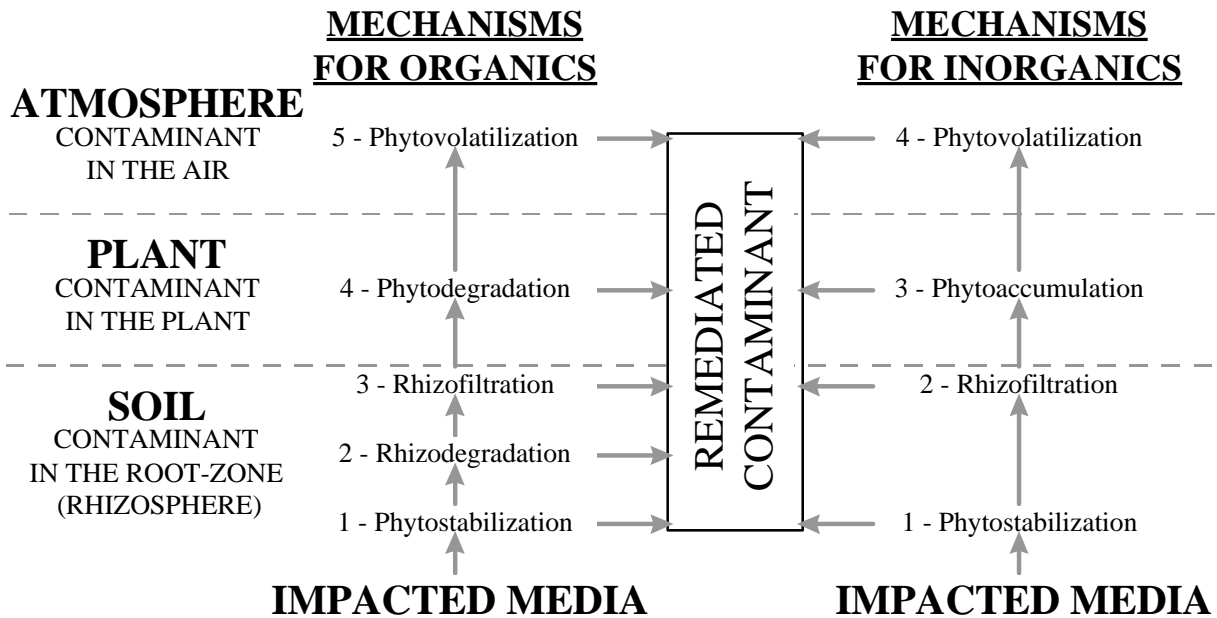 MECHANISMS
FOR ORGANICS
MECHANISMS
FOR INORGANICS
ATMOSPHERE
CONTAMINANT
IN THE AIR
5 - Phytovolatilization
4 - Phytovolatilization
PLANT
CONTAMINANT
IN THE PLANT
4 - Phytodegradation
3 - Phytoaccumulation
SOIL
CONTAMINANT
IN THE ROOT-ZONE
(RHIZOSPHERE)
3 - Rhizofiltration
2 - Rhizodegradation
1 - Phytostabilization
2 - Rhizofiltration
1 - Phytostabilization
REMEDIATED
CONTAMINANT
IMPACTED MEDIA
IMPACTED MEDIA